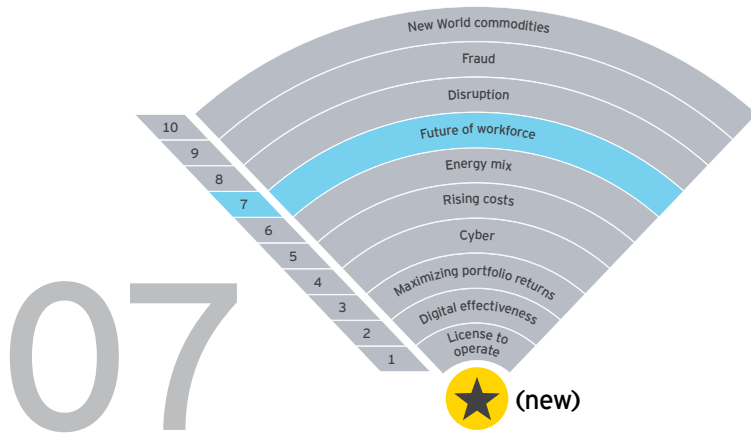 New World commodities
Fraud
Disruption
Future of workforce
Energy mix
Rising costs
Cyber
Maximizing portfolio returns
Digital effectiveness
License to
operate
10
9
8
7
6
5
4
3
2
1
07
(new)